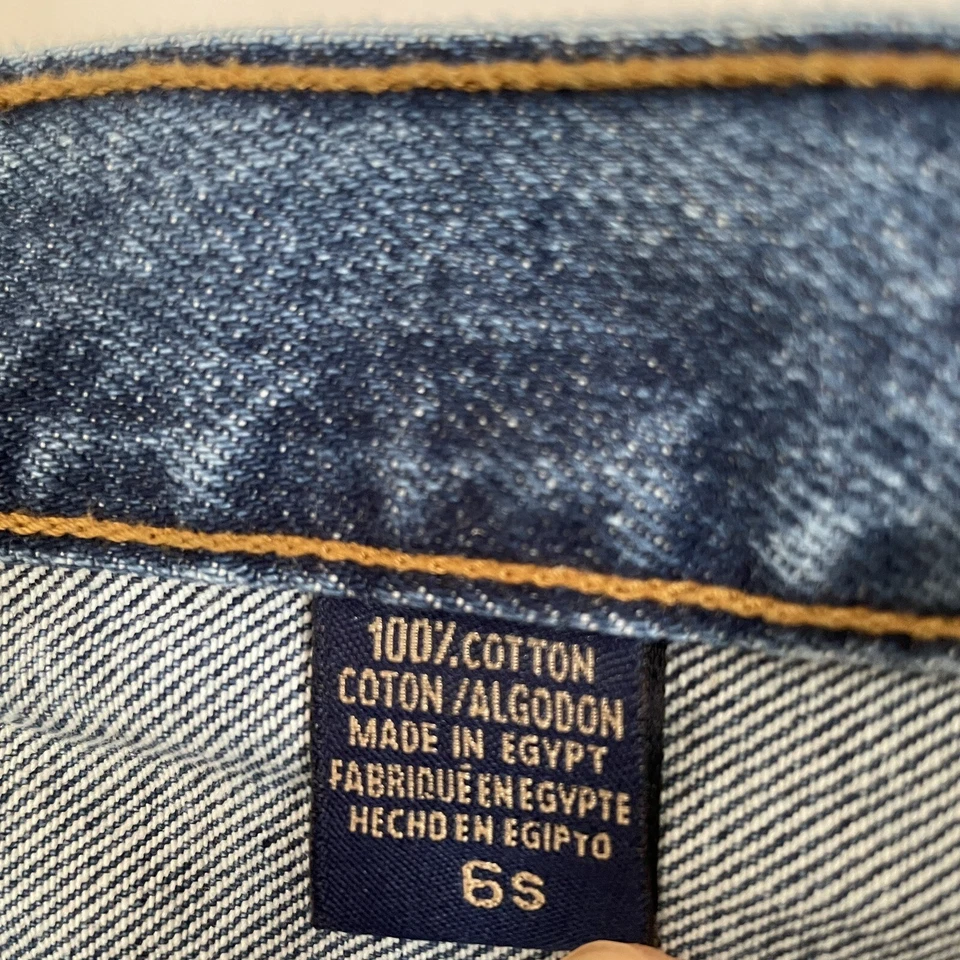 100% COTTON
COTON / ALGODON
MADE IN EGYPT
FABRIQUÉ EN EGYPTE
HECHO EN EGIPTO
6s